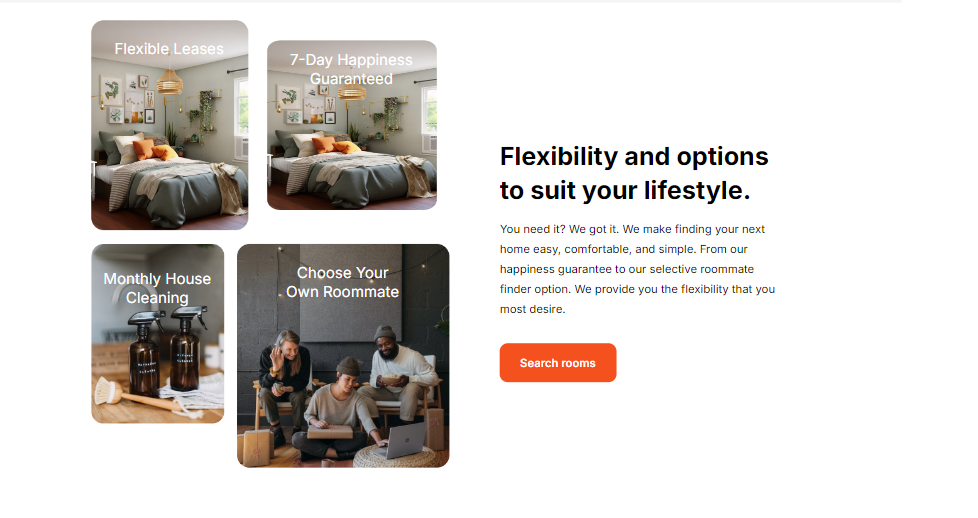 Flexible Leases
7-Day Happiness
Guaranteed
Monthly House
Cleaning
Choose Your
Own Roommate
Flexibility and options
to suit your lifestyle.
You need it? We got it. We make finding your next
home easy, comfortable, and simple. From our
happiness guarantee to our selective roommate
finder option. We provide you the flexibility that you
most desire.
Search rooms